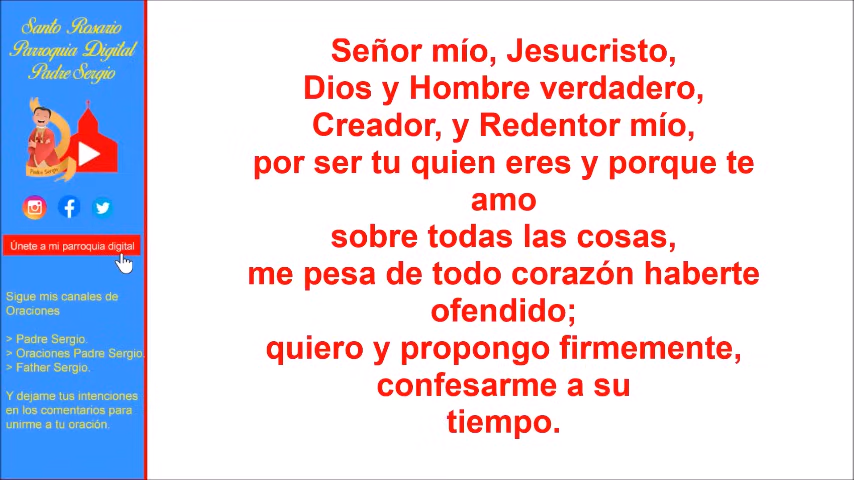 Santo Rosario
Parroquia Digital
Padre Sergio
Padre Sergio
Únete a mi parroquia digital
Sigue mis canales de
Oraciones
> Padre Sergio.
> Oraciones Padre Sergio.
> Father Sergio.
Y dejame tus intenciones
en los comentarios para
unirme a tu oración.
Señor mío, Jesucristo,
Dios y Hombre verdadero,
Creador, y Redentor mío,
por ser tu quien eres y porque te
amo
sobre todas las cosas,
me pesa de todo corazón haberte
ofendido;
quiero y propongo firmemente,
confesarme a su
tiempo.